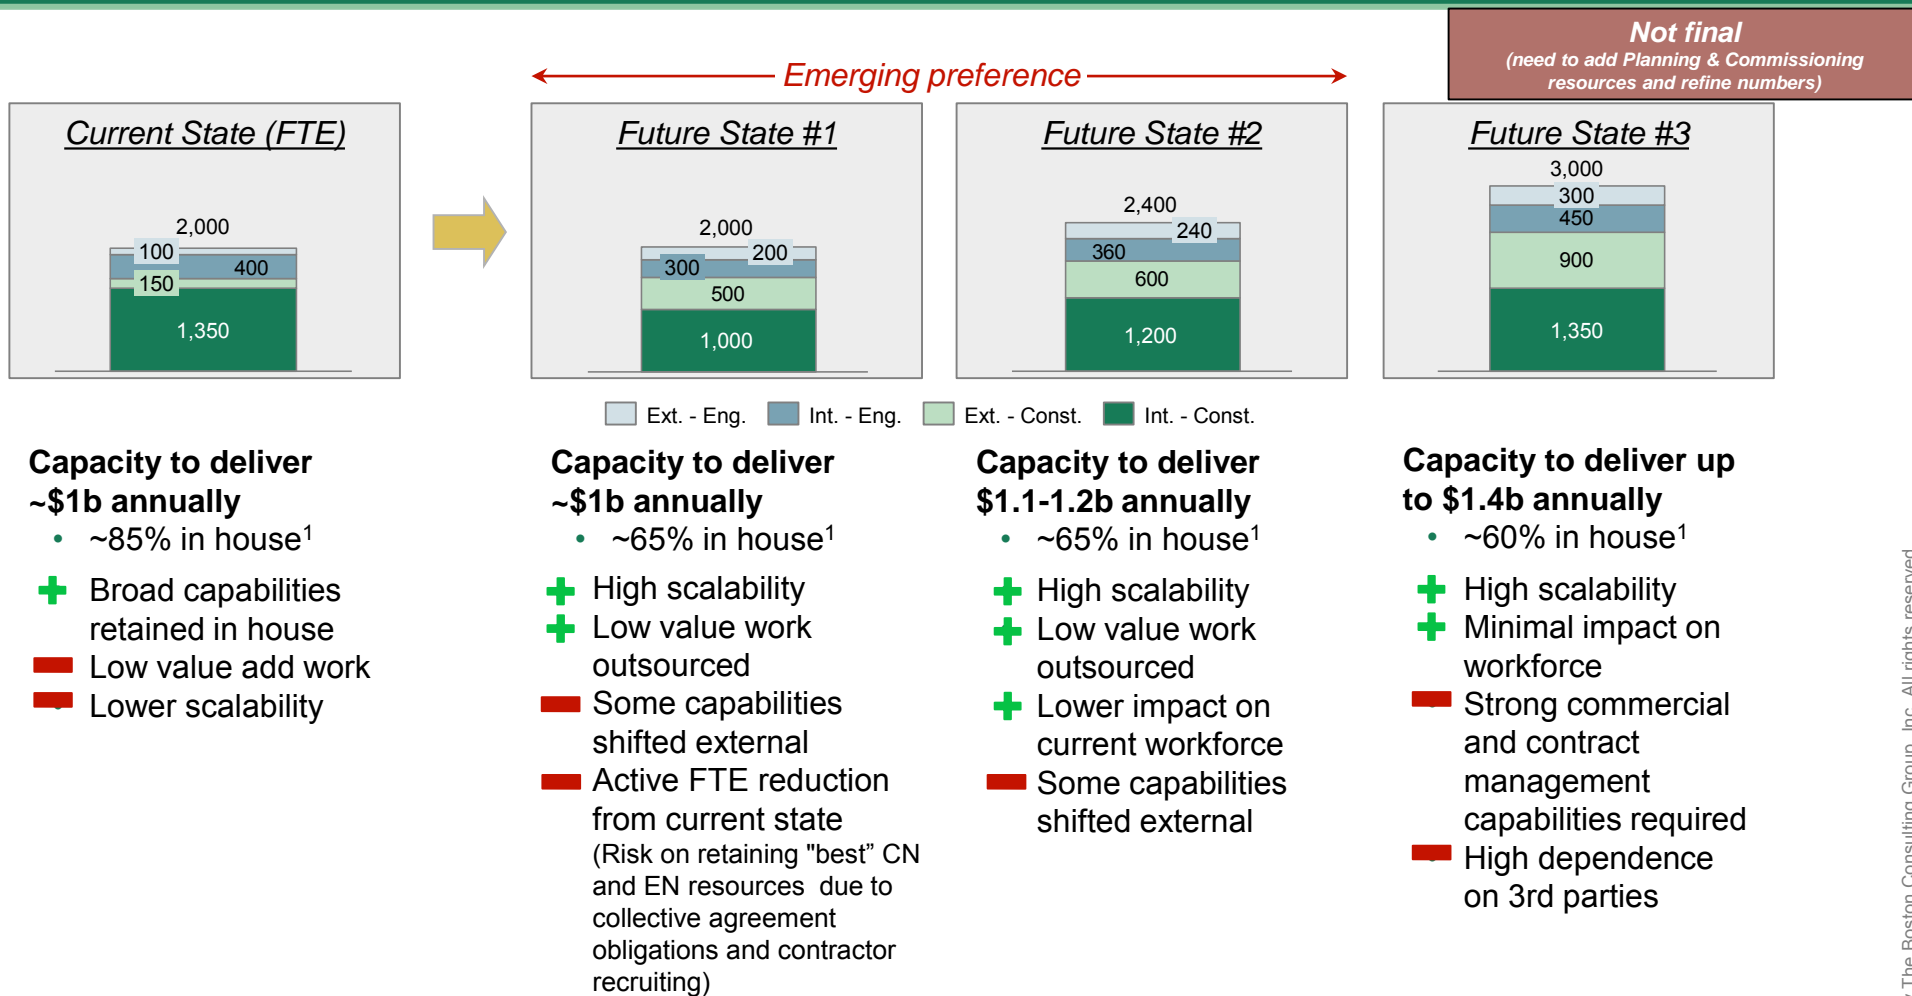 Not final
(need to add Planning & Commissioning
resources and refine numbers)
Emerging preference
Current State (FTE)
2,000
100
400
150
1,350
Future State #1
2,000
200
300
500
1,000
Future State #2
2,400
240
360
600
1,200
Future State #3
3,000
300
450
900
1,350
Ext. - Eng.
Int. - Eng.
Ext. - Const.
Int. - Const.
Capacity to deliver
~$1b annually
• ~85% in house1
Broad capabilities
retained in house
Low value add work
Lower scalability
Capacity to deliver
~$1b annually
• ~65% in house1
High scalability
Low value work
outsourced
Some capabilities
shifted external
Active FTE reduction
from current state
(Risk on retaining "best” CN
and EN resources due to
collective agreement
obligations and contractor
recruiting)
Capacity to deliver
$1.1-1.2b annually
• ~65% in house1
High scalability
Low value work
outsourced
Lower impact on
current workforce
Some capabilities
shifted external
Capacity to deliver up
to $1.4b annually
• ~60% in house1
High scalability
Minimal impact on
workforce
Strong commercial
and contract
management
capabilities required
High dependence
on 3rd parties
The Boston Consulting Group, Inc. All rights reserved